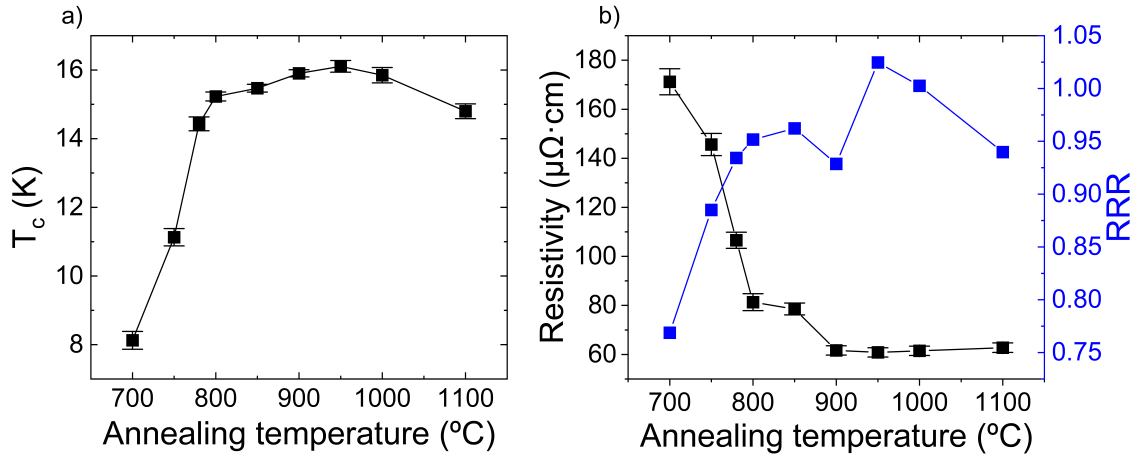 a)
16
14
12
10
8
T_c (K)
700 800 900 1000 1100
Annealing temperature (ºC)
b)
180
160
140
120
100
80
60
Resistivity (μΩ·cm)
1.05
1.00
0.95
0.90
0.85
0.80
0.75
RRR
700 800 900 1000 1100
Annealing temperature (ºC)